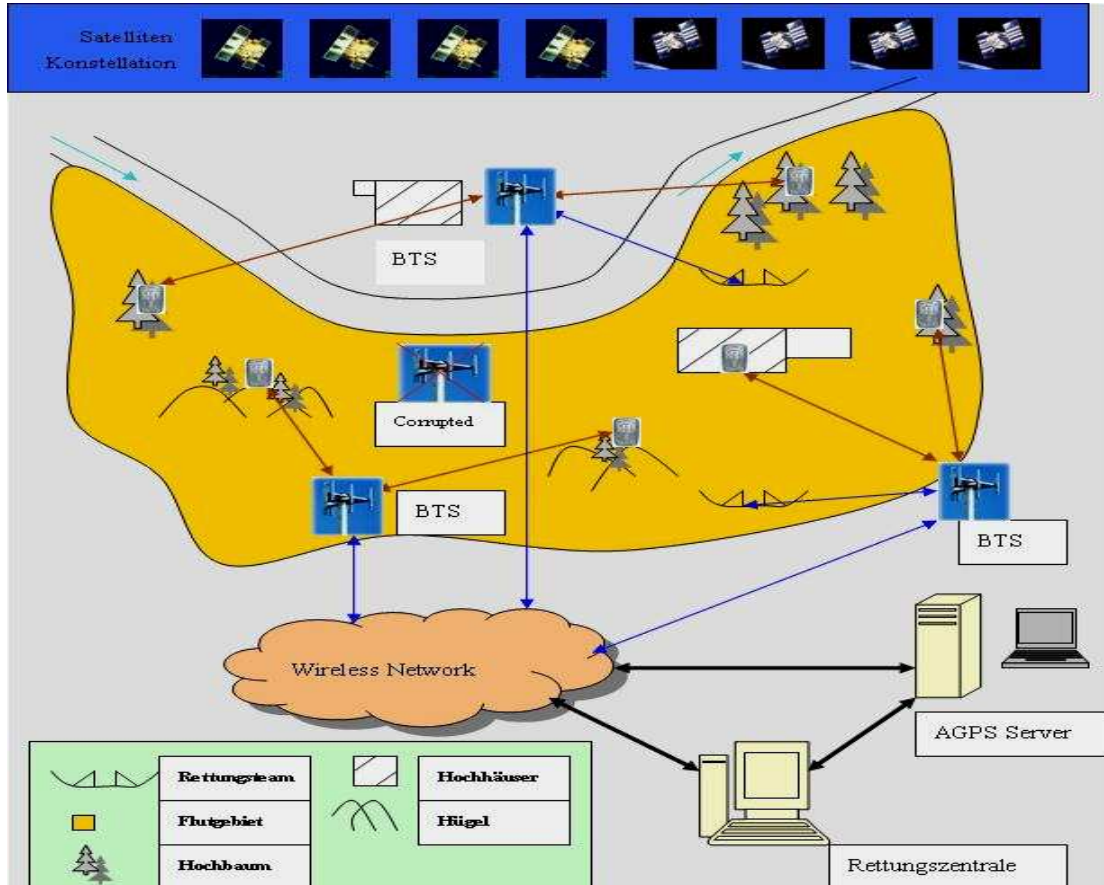 Satelliten
Konstellation
BTS
Corrupted
BTS
BTS
Wireless Network
AGPS Server
Rettungsteam
Hochhäuser
Flutgebiet
Hügel
Hochbaum
Rettungszentrale